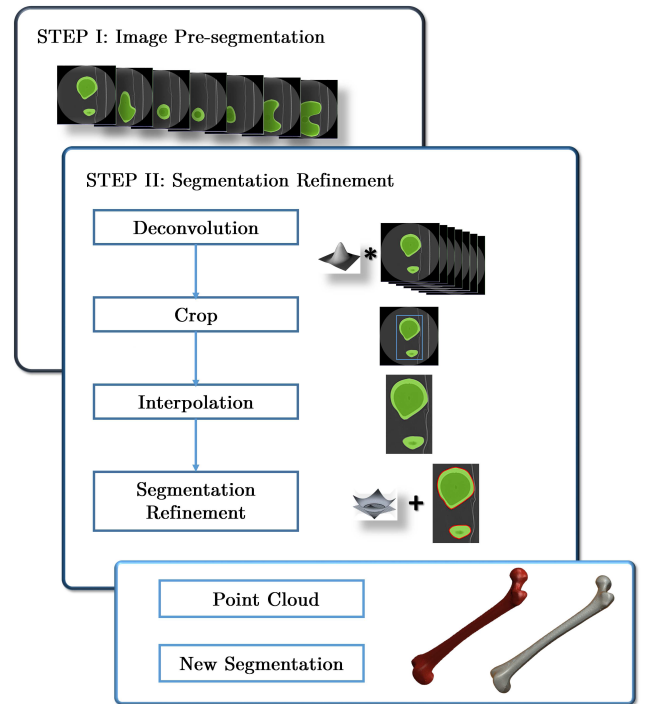 STEP I: Image Pre-segmentation
STEP II: Segmentation Refinement
Deconvolution
*
Crop
Interpolation
Segmentation
Refinement
+
Point Cloud
New Segmentation